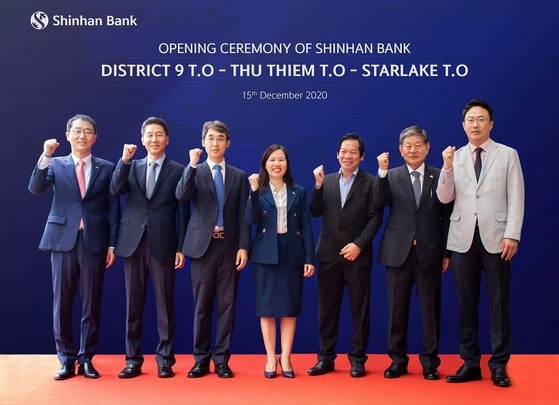 Shinhan Bank
OPENING CEREMONY OF SHINHAN BANK
DISTRICT 9 T.O – THU THIEM T.O – STARLAKE T.O
15th December 2020